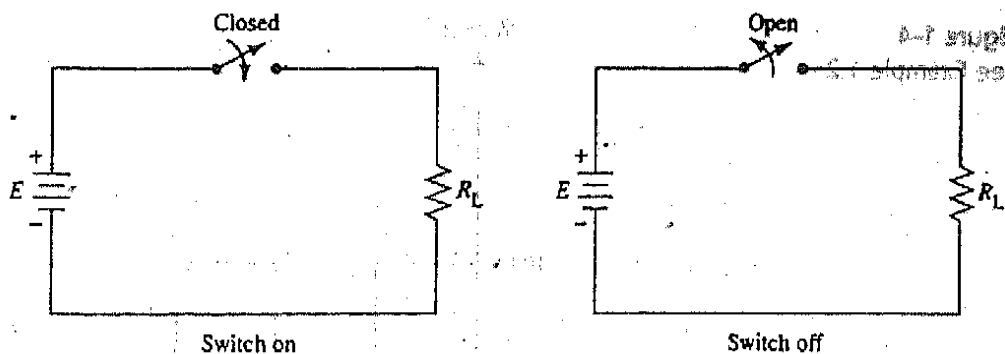 Closed
+
E
−
R_L
Switch on
Open
+
E
−
R_L
Switch off